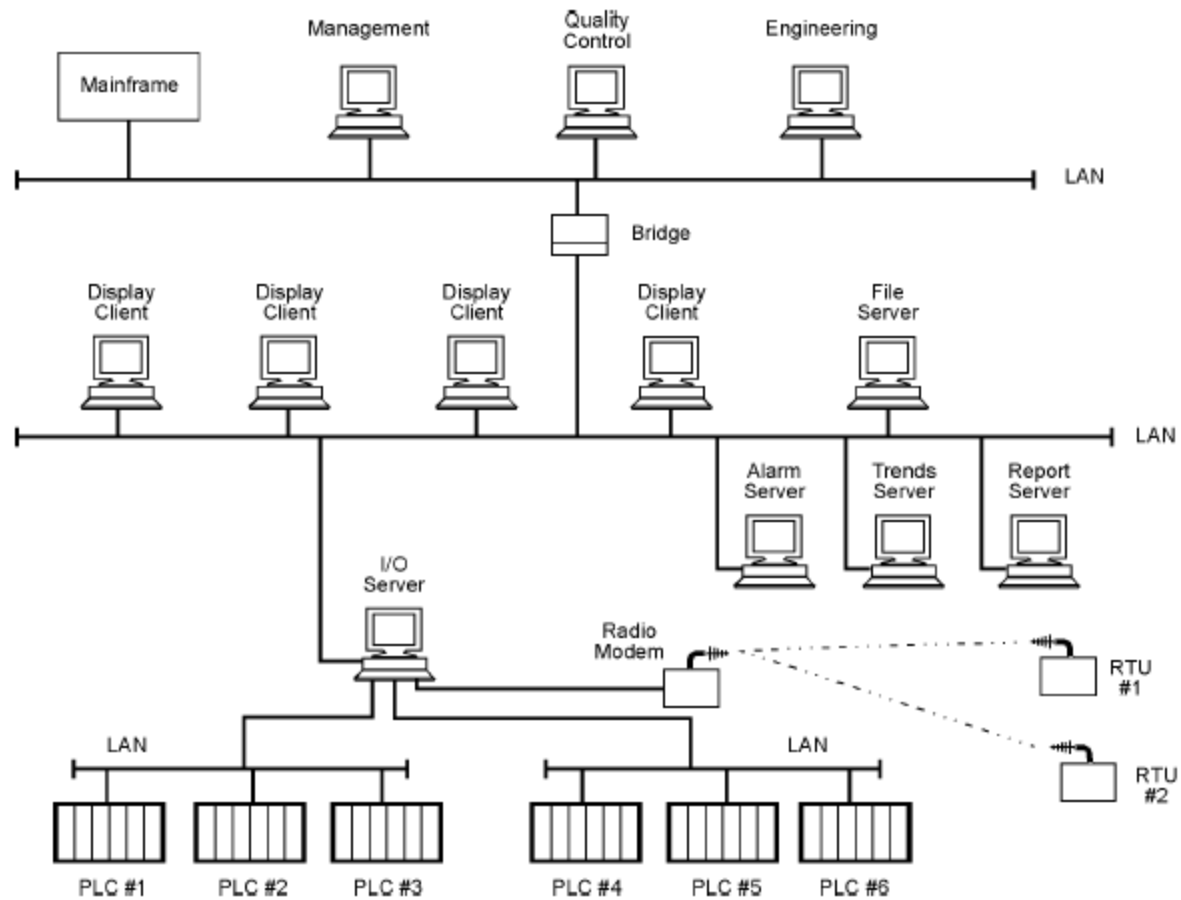 Management
Quality
Control
Engineering
Mainframe
LAN
Bridge
Display
Client
Display
Client
Display
Client
Display
Client
File
Server
LAN
Alarm
Server
Trends
Server
Report
Server
I/O
Server
Radio
Modem
RTU
#1
LAN
LAN
RTU
#2
PLC #1
PLC #2
PLC #3
PLC #4
PLC #5
PLC #6